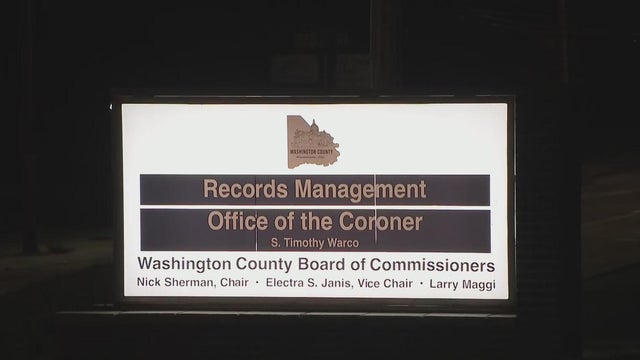 WASHINGTON COUNTY
Records Management
Office of the Coroner
S. Timothy Warco
Washington County Board of Commissioners
Nick Sherman, Chair · Electra S. Janis, Vice Chair · Larry Maggi